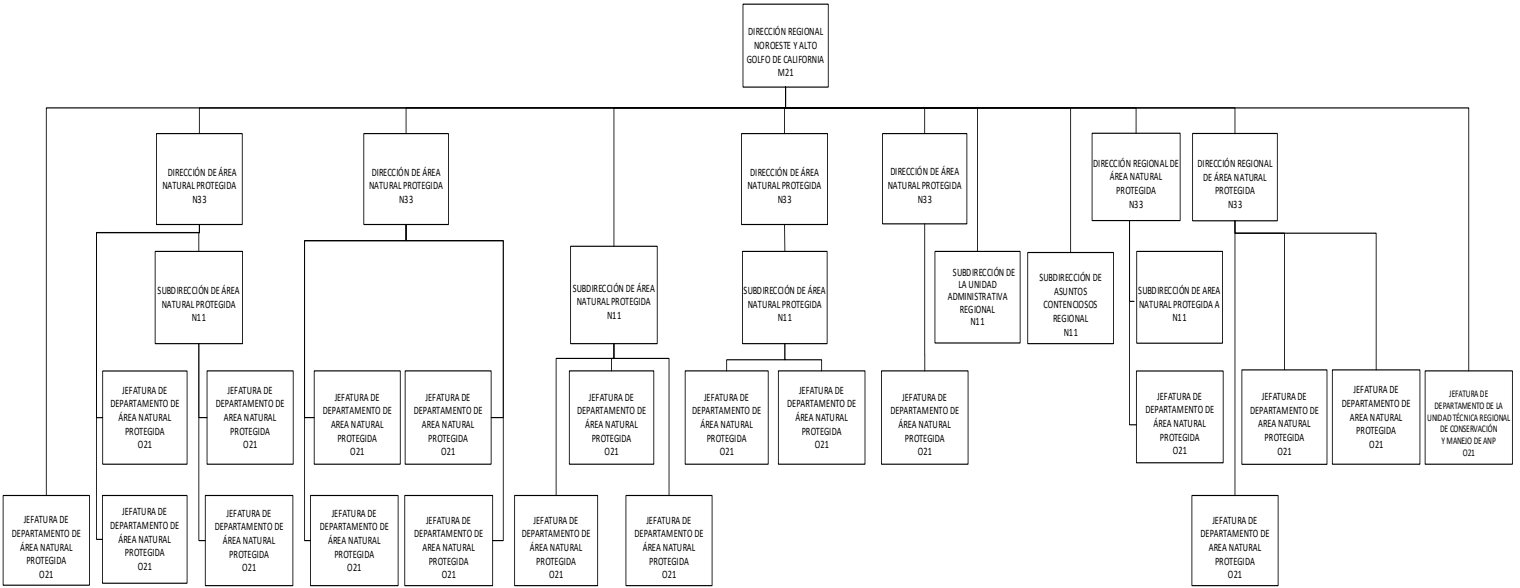 DIRECCIÓN REGIONAL
NOROESTE Y ALTO
GOLFO DE CALIFORNIA
M21
DIRECCIÓN DE ÁREA
NATURAL PROTEGIDA
N33
DIRECCIÓN DE ÁREA
NATURAL PROTEGIDA
N33
DIRECCIÓN DE ÁREA
NATURAL PROTEGIDA
N33
DIRECCIÓN DE ÁREA
NATURAL PROTEGIDA
N33
DIRECCIÓN REGIONAL DE
ÁREA NATURAL
PROTEGIDA
N33
DIRECCIÓN REGIONAL
DE ÁREA NATURAL
PROTEGIDA
N33
SUBDIRECCIÓN DE ÁREA
NATURAL PROTEGIDA
N11
SUBDIRECCIÓN DE ÁREA
NATURAL PROTEGIDA
N11
SUBDIRECCIÓN DE ÁREA
NATURAL PROTEGIDA
N11
SUBDIRECCIÓN DE
LA UNIDAD
ADMINISTRATIVA
REGIONAL
N11
SUBDIRECCIÓN DE
ASUNTOS
CONTENCIOSOS
REGIONAL
N11
SUBDIRECCIÓN DE AREA
NATURAL PROTEGIDA A
N11
JEFATURA DE
DEPARTAMENTO DE
ÁREA NATURAL
PROTEGIDA
O21
JEFATURA DE
DEPARTAMENTO DE
AREA NATURAL
PROTEGIDA
O21
JEFATURA DE
DEPARTAMENTO DE
AREA NATURAL
PROTEGIDA
O21
JEFATURA DE
DEPARTAMENTO DE
ÁREA NATURAL
PROTEGIDA
O21
JEFATURA DE
DEPARTAMENTO DE
AREA NATURAL
PROTEGIDA
O21
JEFATURA DE
DEPARTAMENTO DE
ÁREA NATURAL
PROTEGIDA
O21
JEFATURA DE
DEPARTAMENTO DE
ÁREA NATURAL
PROTEGIDA
O21
JEFATURA DE
DEPARTAMENTO DE
ÁREA NATURAL
PROTEGIDA
O21
JEFATURA DE
DEPARTAMENTO DE
ÁREA NATURAL
PROTEGIDA
O21
JEFATURA DE
DEPARTAMENTO DE
ÁREA NATURAL
PROTEGIDA
O21
JEFATURA DE
DEPARTAMENTO DE
AREA NATURAL
PROTEGIDA
O21
JEFATURA DE
DEPARTAMENTO DE LA
UNIDAD TÉCNICA REGIONAL
DE CONSERVACIÓN
Y MANEJO DE ANP
O21
JEFATURA DE
DEPARTAMENTO DE
ÁREA NATURAL
PROTEGIDA
O21
JEFATURA DE
DEPARTAMENTO DE
ÁREA NATURAL
PROTEGIDA
O21
JEFATURA DE
DEPARTAMENTO DE
ÁREA NATURAL
PROTEGIDA
O21
JEFATURA DE
DEPARTAMENTO DE
ÁREA NATURAL
PROTEGIDA
O21
JEFATURA DE
DEPARTAMENTO DE
AREA NATURAL
PROTEGIDA
O21
JEFATURA DE
DEPARTAMENTO DE
ÁREA NATURAL
PROTEGIDA
O21
JEFATURA DE
DEPARTAMENTO DE
ÁREA NATURAL
PROTEGIDA
O21
JEFATURA DE
DEPARTAMENTO DE
AREA NATURAL
PROTEGIDA
O21